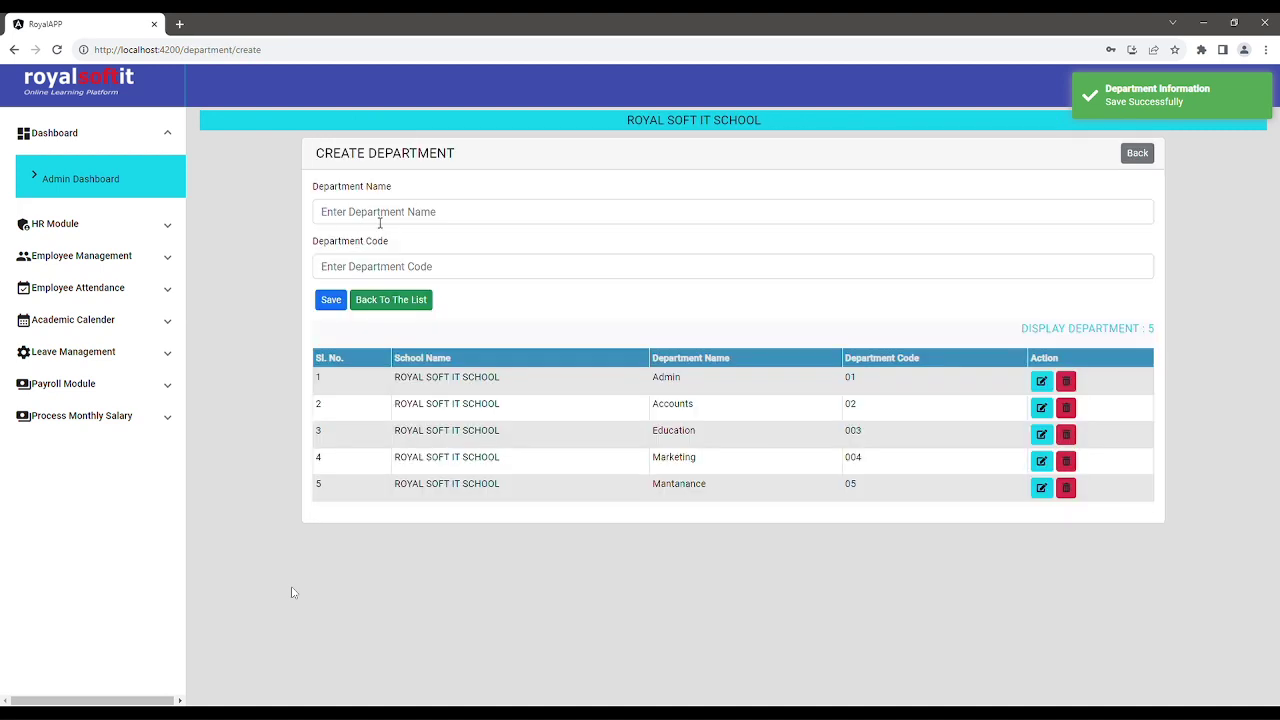 RoyalAPP
http://localhost:4200/department/create
royalsoftit
Online Learning Platform
Department Information
Save Successfully
ROYAL SOFT IT SCHOOL
Dashboard
Admin Dashboard
HR Module
Employee Management
Employee Attendance
Academic Calender
Leave Management
Payroll Module
Process Monthly Salary
CREATE DEPARTMENT
Back
Department Name
Enter Department Name
Department Code
Enter Department Code
Save Back To The List
DISPLAY DEPARTMENT : 5
Sl. No. School Name Department Name Department Code Action
1 ROYAL SOFT IT SCHOOL Admin 01
2 ROYAL SOFT IT SCHOOL Accounts 02
3 ROYAL SOFT IT SCHOOL Education 003
4 ROYAL SOFT IT SCHOOL Marketing 004
5 ROYAL SOFT IT SCHOOL Mantanance 05